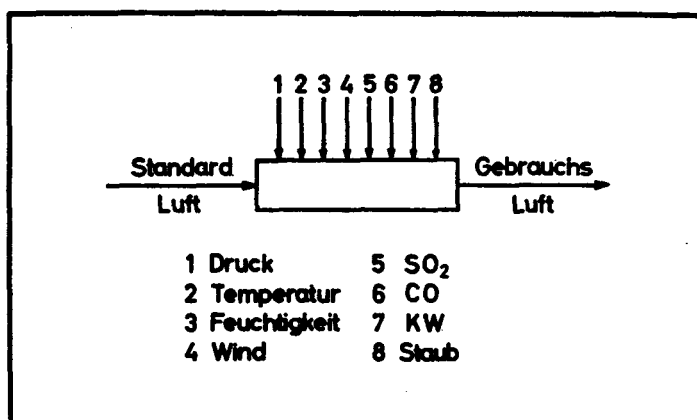 1 2 3 4 5 6 7 8
Standard
Luft
Gebrauchs
Luft
1 Druck
2 Temperatur
3 Feuchtigkeit
4 Wind
5 SO₂
6 CO
7 KW
8 Staub